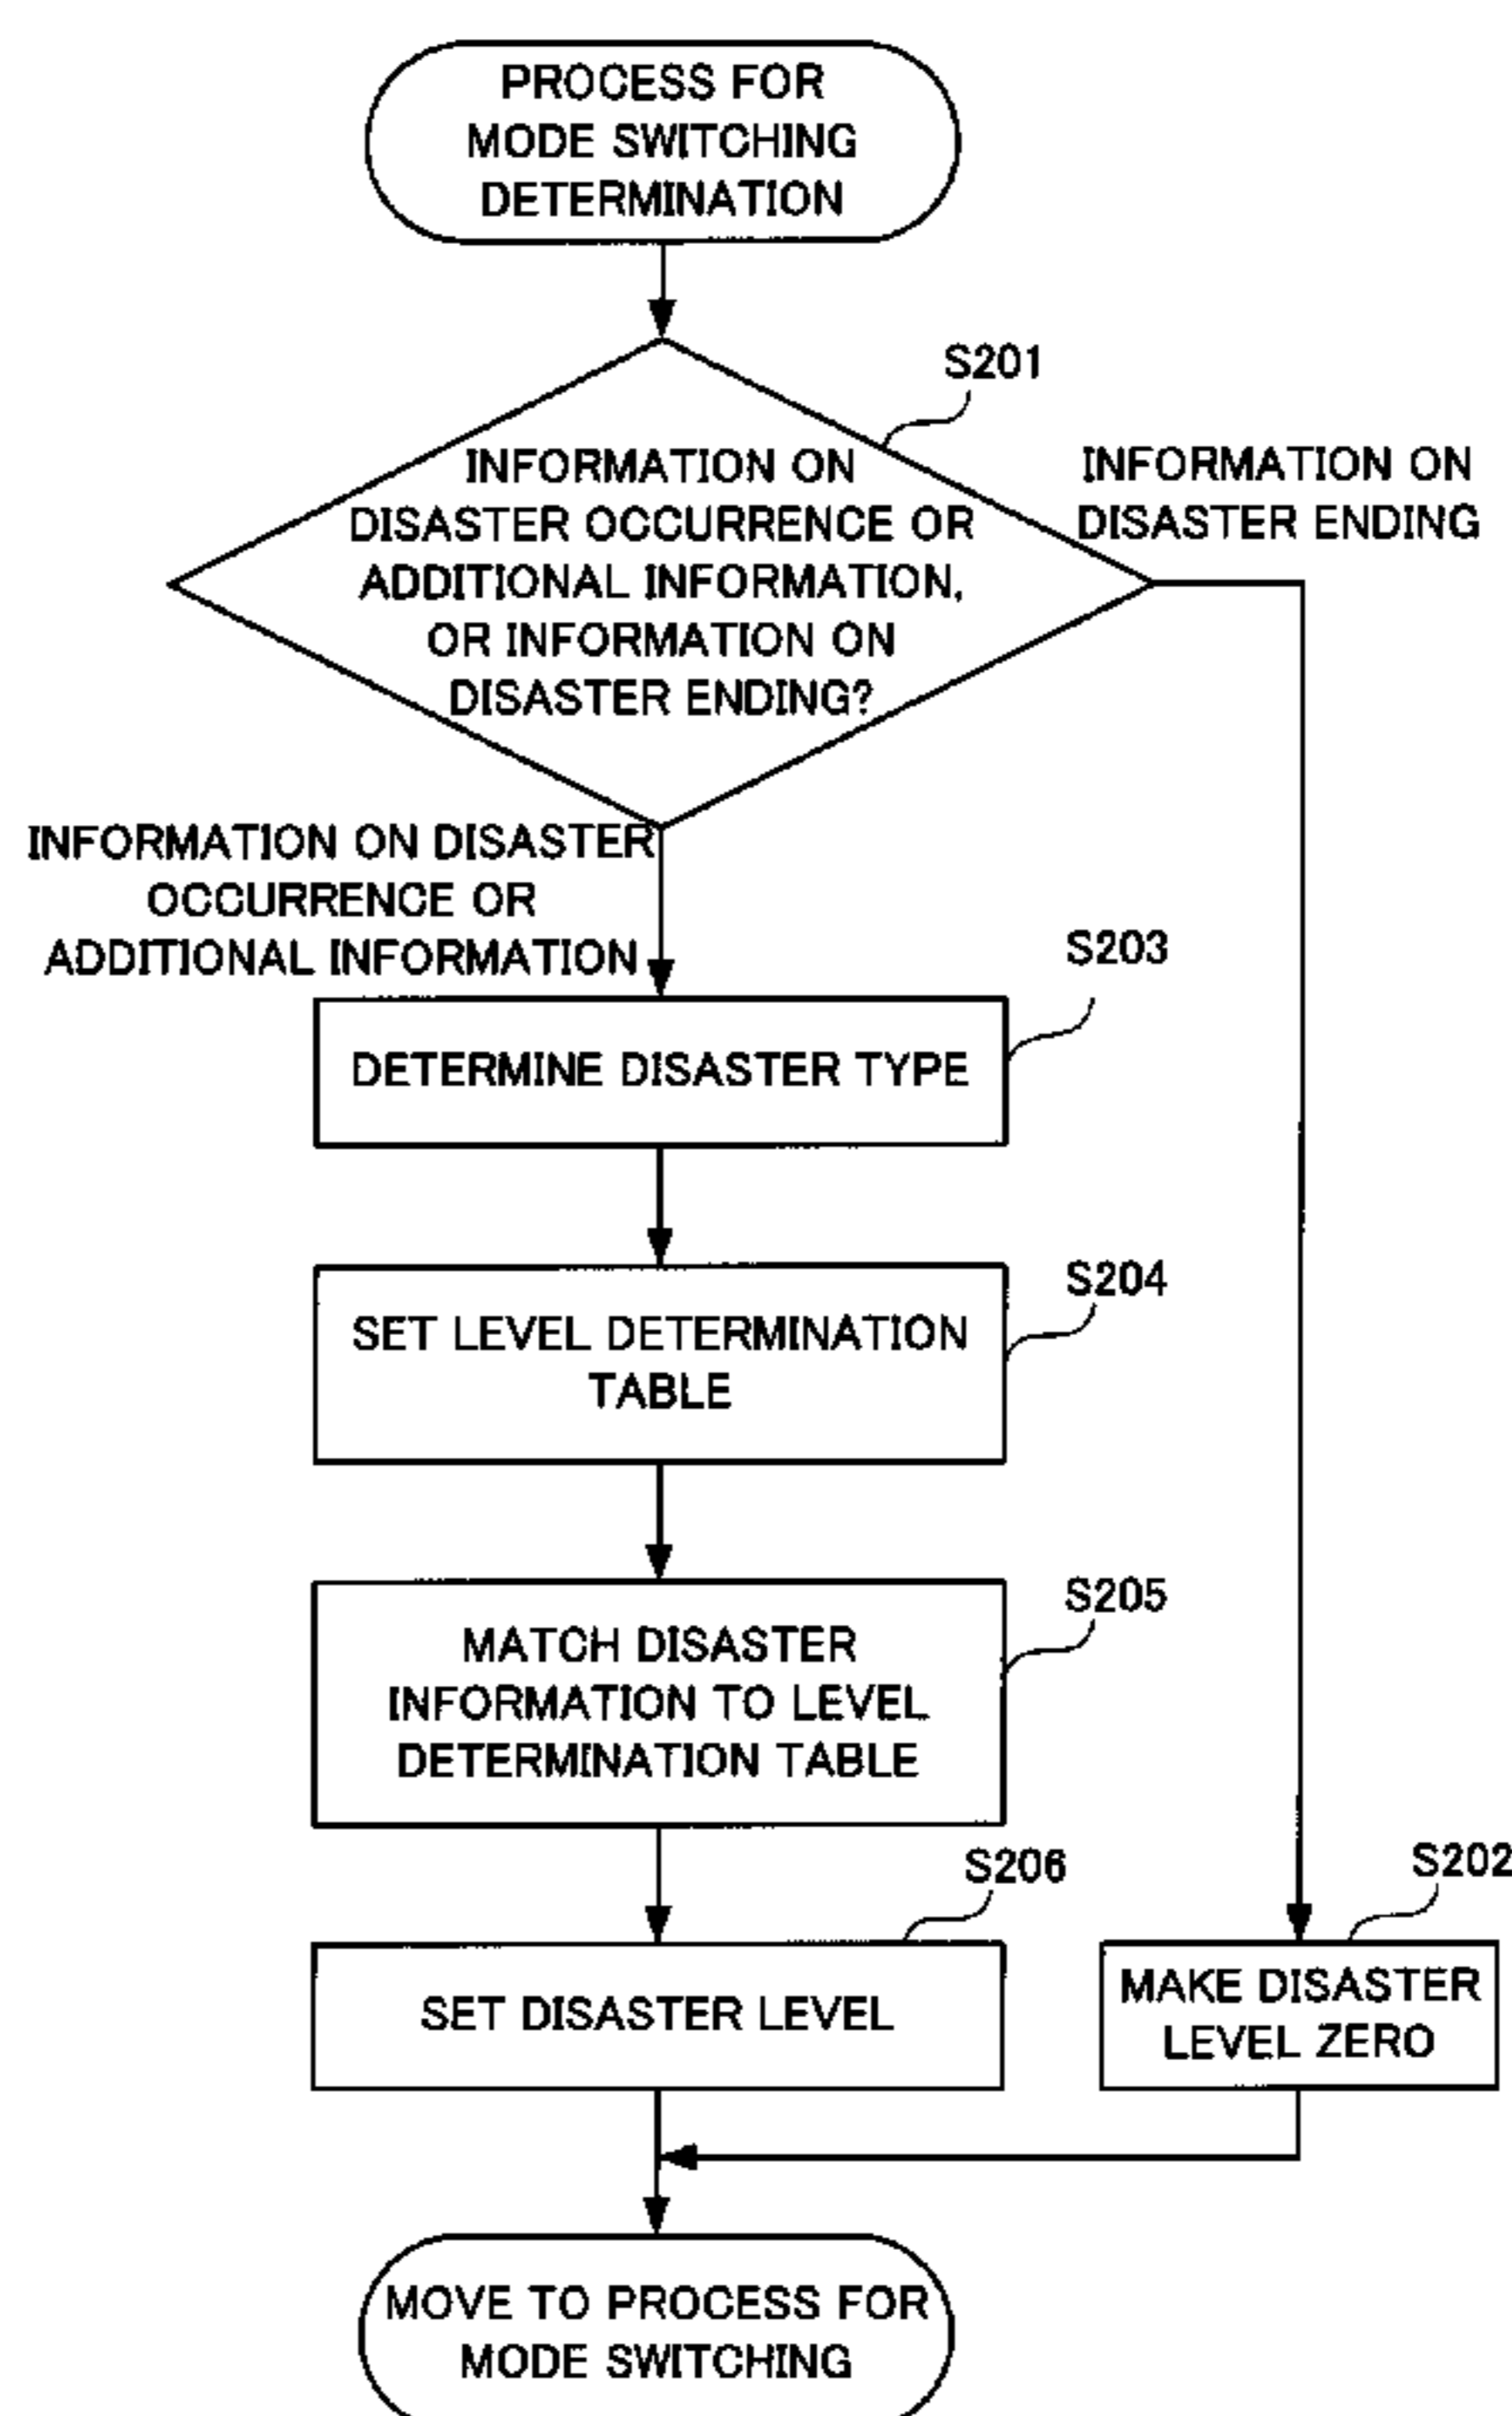 PROCESS FOR
MODE SWITCHING
DETERMINATION
S201
INFORMATION ON
DISASTER OCCURRENCE OR
ADDITIONAL INFORMATION,
OR INFORMATION ON
DISASTER ENDING?
INFORMATION ON
DISASTER ENDING
INFORMATION ON DISASTER
OCCURRENCE OR
ADDITIONAL INFORMATION
S203
DETERMINE DISASTER TYPE
S204
SET LEVEL DETERMINATION
TABLE
S205
MATCH DISASTER
INFORMATION TO LEVEL
DETERMINATION TABLE
S206
SET DISASTER LEVEL
S202
MAKE DISASTER
LEVEL ZERO
MOVE TO PROCESS FOR
MODE SWITCHING